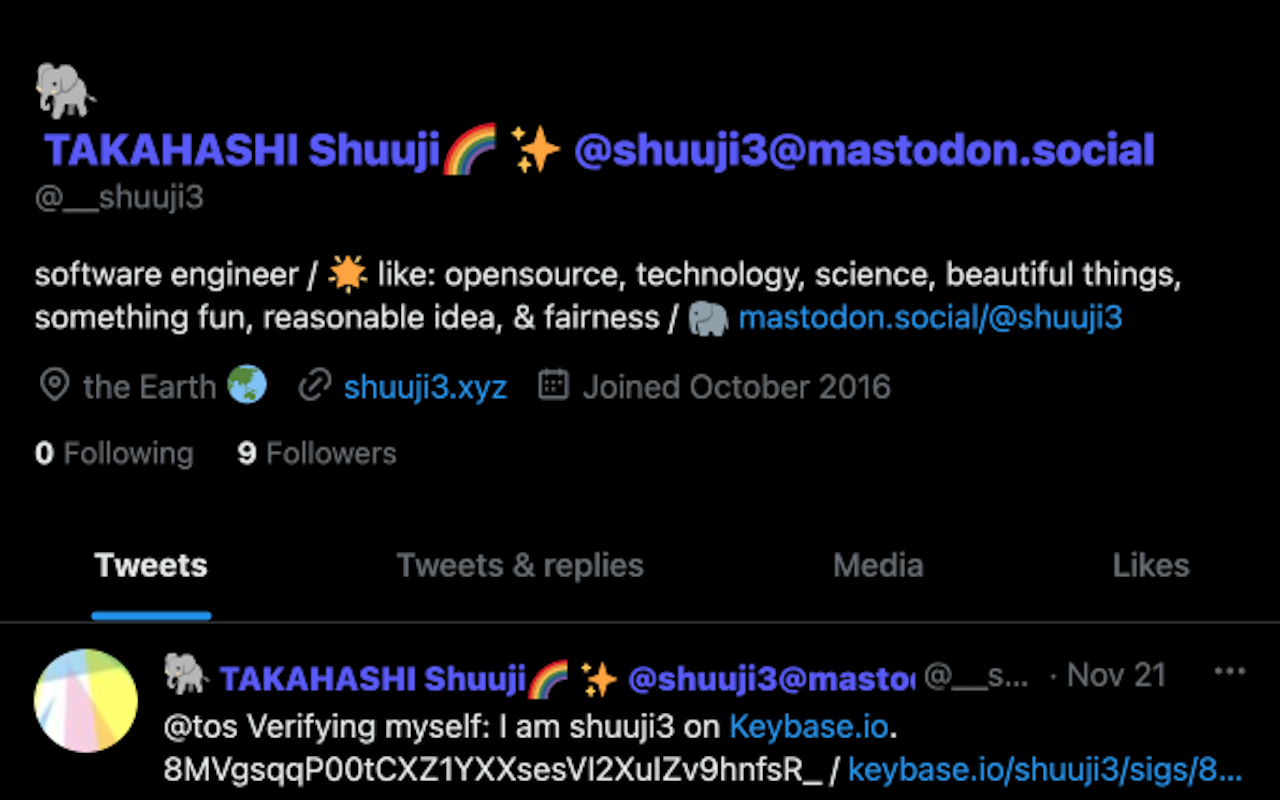 TAKAHASHI Shuuji🌈 ✨ @shuuji3@mastodon.social
@__shuuji3
software engineer / 🌟 like: opensource, technology, science, beautiful things,
something fun, reasonable idea, & fairness / 🐘 mastodon.social/@shuuji3
the Earth 🌏 shuuji3.xyz Joined October 2016
0 Following 9 Followers
Tweets Tweets & replies Media Likes
🐘 TAKAHASHI Shuuji🌈 ✨ @shuuji3@masto @__s... · Nov 21 ...
@tos Verifying myself: I am shuuji3 on Keybase.io.
8MVgsqqP00tCXZ1YXXsesVI2XuIZv9hnfsR_ / keybase.io/shuuji3/sigs/8...